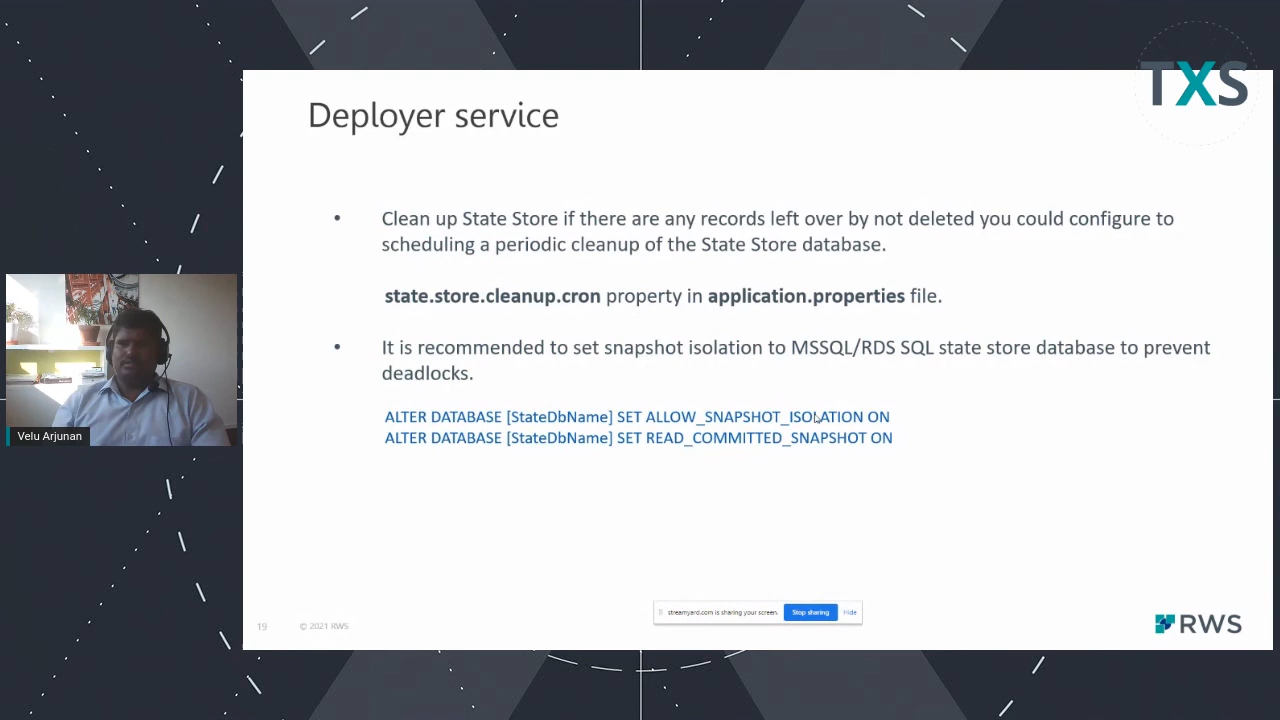 TXS
Deployer service
• Clean up State Store if there are any records left over by not deleted you could configure to
scheduling a periodic cleanup of the State Store database.
state.store.cleanup.cron property in application.properties file.
• It is recommended to set snapshot isolation to MSSQL/RDS SQL state store database to prevent
deadlocks.
ALTER DATABASE [StateDbName] SET ALLOW_SNAPSHOT_ISOLATION ON
ALTER DATABASE [StateDbName] SET READ_COMMITTED_SNAPSHOT ON
Velu Arjunan
streamyard.com is sharing your screen. Stop sharing Hide
19 © 2021 RWS
RWS